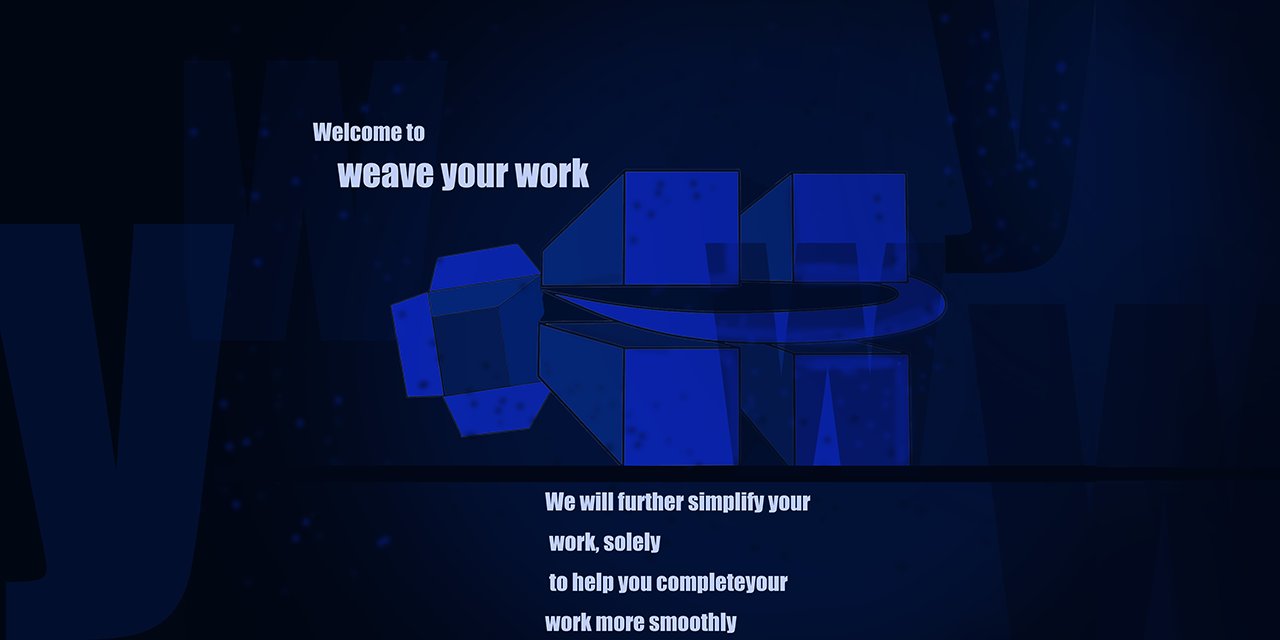 Welcome to
weave your work
We will further simplify your
work, solely
to help you completeyour
work more smoothly